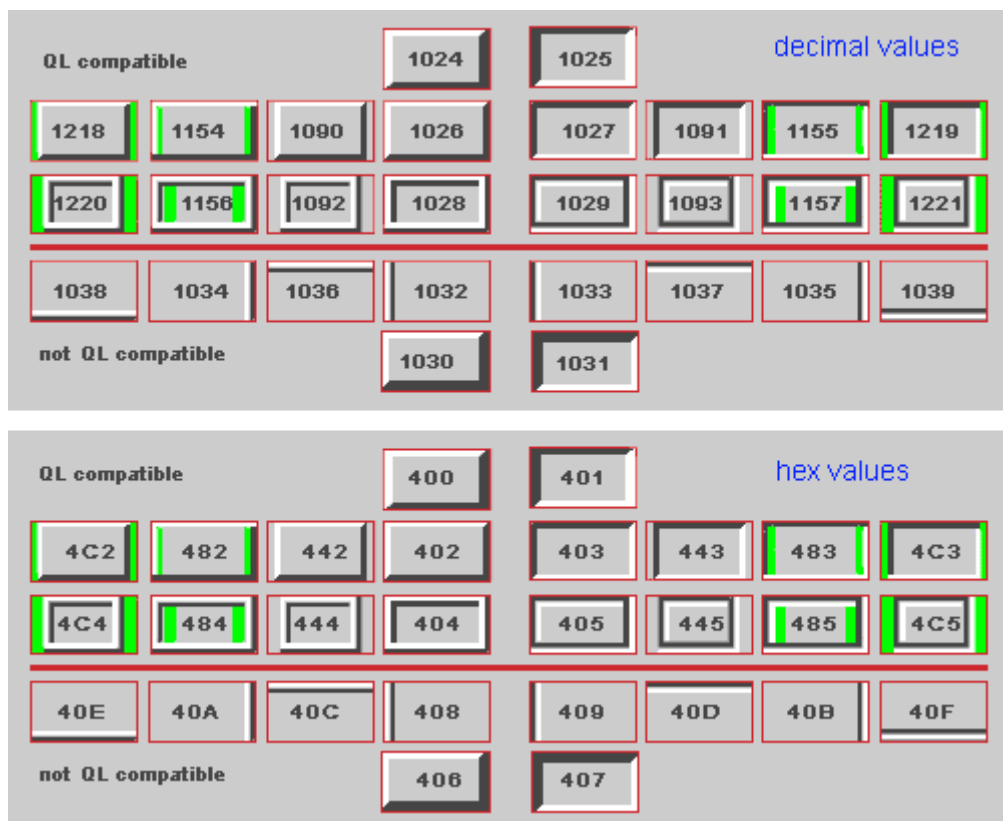 QL compatible 1024 1025 decimal values
1218 1154 1090 1026 1027 1091 1155 1219
1220 1156 1092 1028 1029 1093 1157 1221
1038 1034 1036 1032 1033 1037 1035 1039
not QL compatible 1030 1031
QL compatible 400 401 hex values
4C2 482 442 402 403 443 483 4C3
4C4 484 444 404 405 445 485 4C5
40E 40A 40C 408 409 40D 40B 40F
not QL compatible 406 407